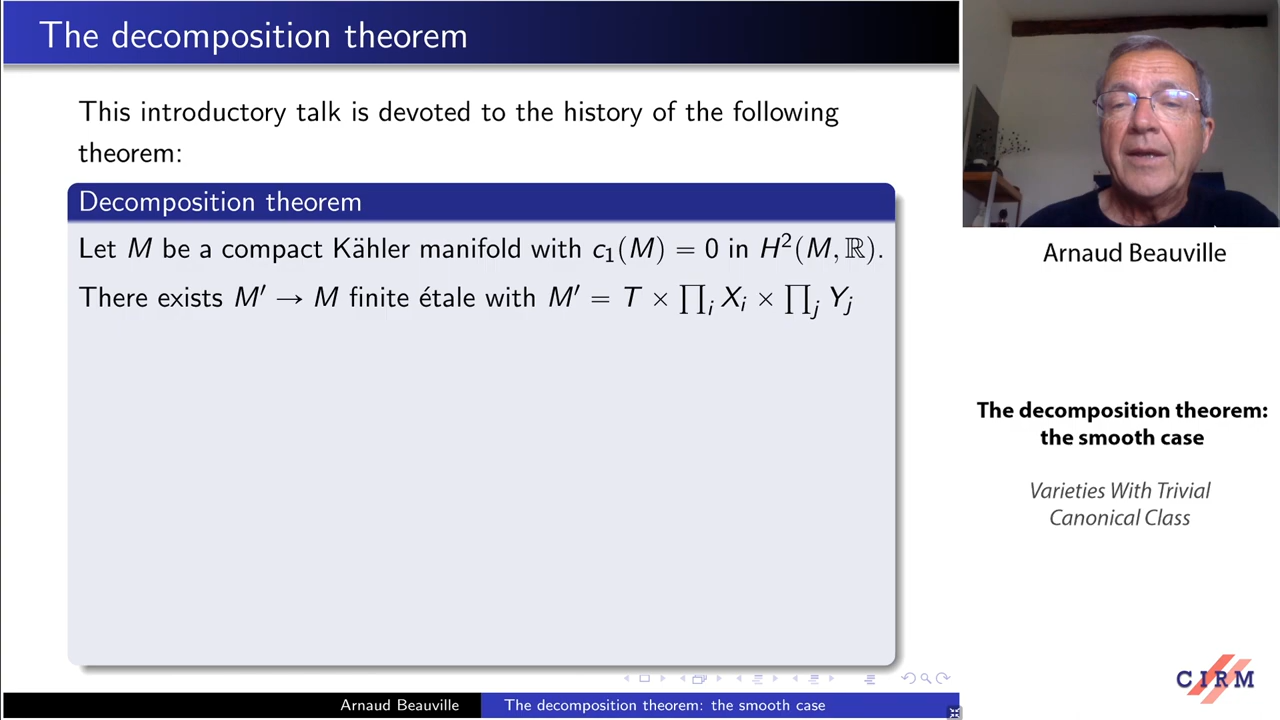 The decomposition theorem
This introductory talk is devoted to the history of the following
theorem:
Decomposition theorem
Let M be a compact Kähler manifold with c₁(M) = 0 in H²(M, ℝ).
There exists M′ → M finite étale with M′ = T × ∏ᵢ Xᵢ × ∏ⱼ Yⱼ
Arnaud Beauville
The decomposition theorem: the smooth case
Arnaud Beauville
The decomposition theorem:
the smooth case
Varieties With Trivial
Canonical Class
CIRM